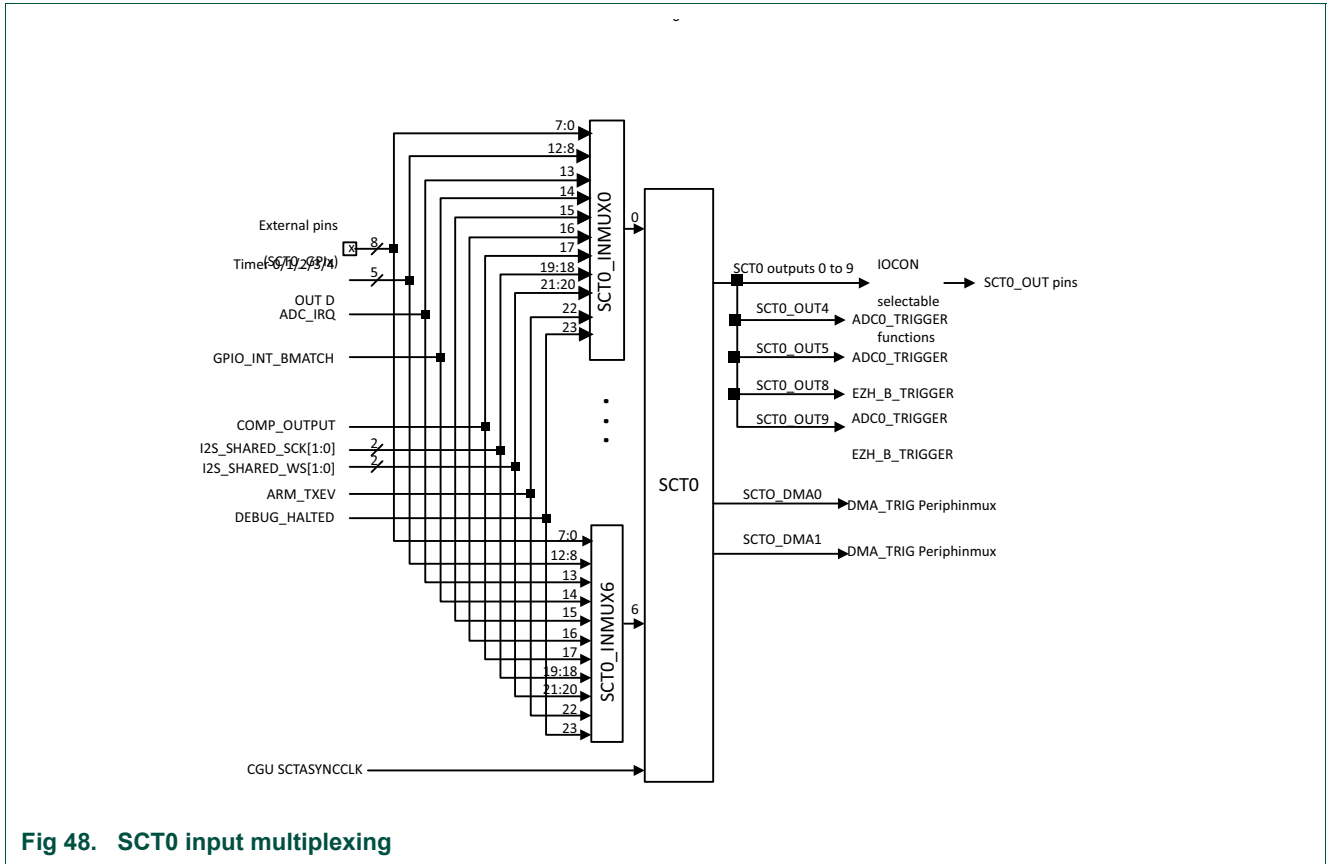 7:0
12:8
13
14
15
16
17
19:18
21:20
22
23
SCT0_INMUX0
0
External pins
(SCT0_GPIx)
x
8
Timer 0/1/2/3/4
5
OUT D
ADC_IRQ
GPIO_INT_BMATCH
COMP_OUTPUT
I2S_SHARED_SCK[1:0]
2
I2S_SHARED_WS[1:0]
2
ARM_TXEV
DEBUG_HALTED
7:0
12:8
13
14
15
16
17
19:18
21:20
22
23
SCT0_INMUX6
6
CGU SCTASYNCCLK
SCT0
SCT0 outputs 0 to 9
IOCON
selectable
functions
SCT0_OUT pins
SCT0_OUT4
ADC0_TRIGGER
SCT0_OUT5
ADC0_TRIGGER
SCT0_OUT8
EZH_B_TRIGGER
SCT0_OUT9
ADC0_TRIGGER
EZH_B_TRIGGER
SCTO_DMA0
DMA_TRIG Periphinmux
SCTO_DMA1
DMA_TRIG Periphinmux
Fig 48. SCT0 input multiplexing